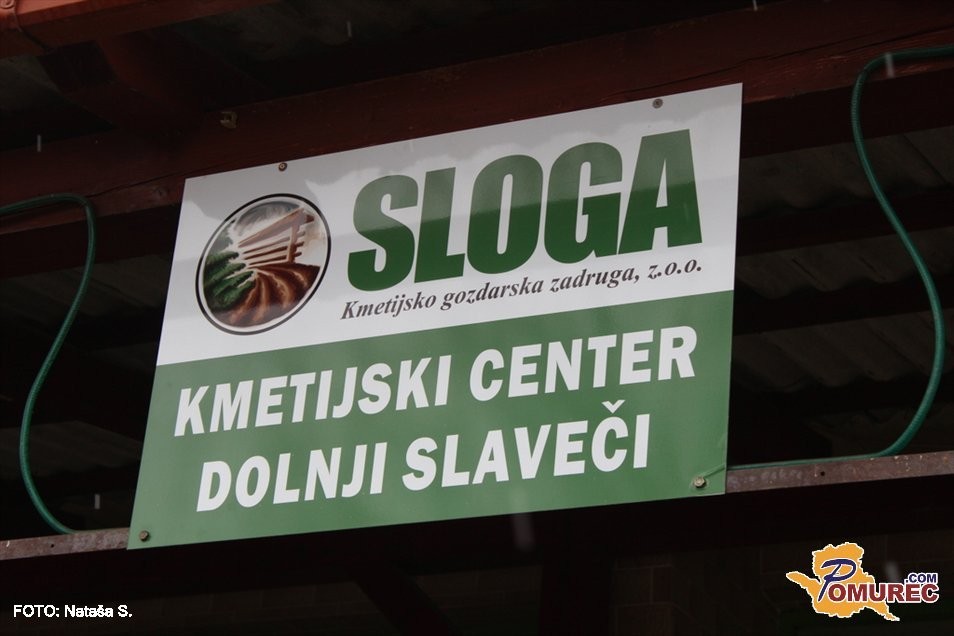 SLOGA
Kmetijsko gozdarska zadruga, z.o.o.
KMETIJSKI CENTER
DOLNJI SLAVEČI
FOTO: Nataša S.
POMUREC.COM